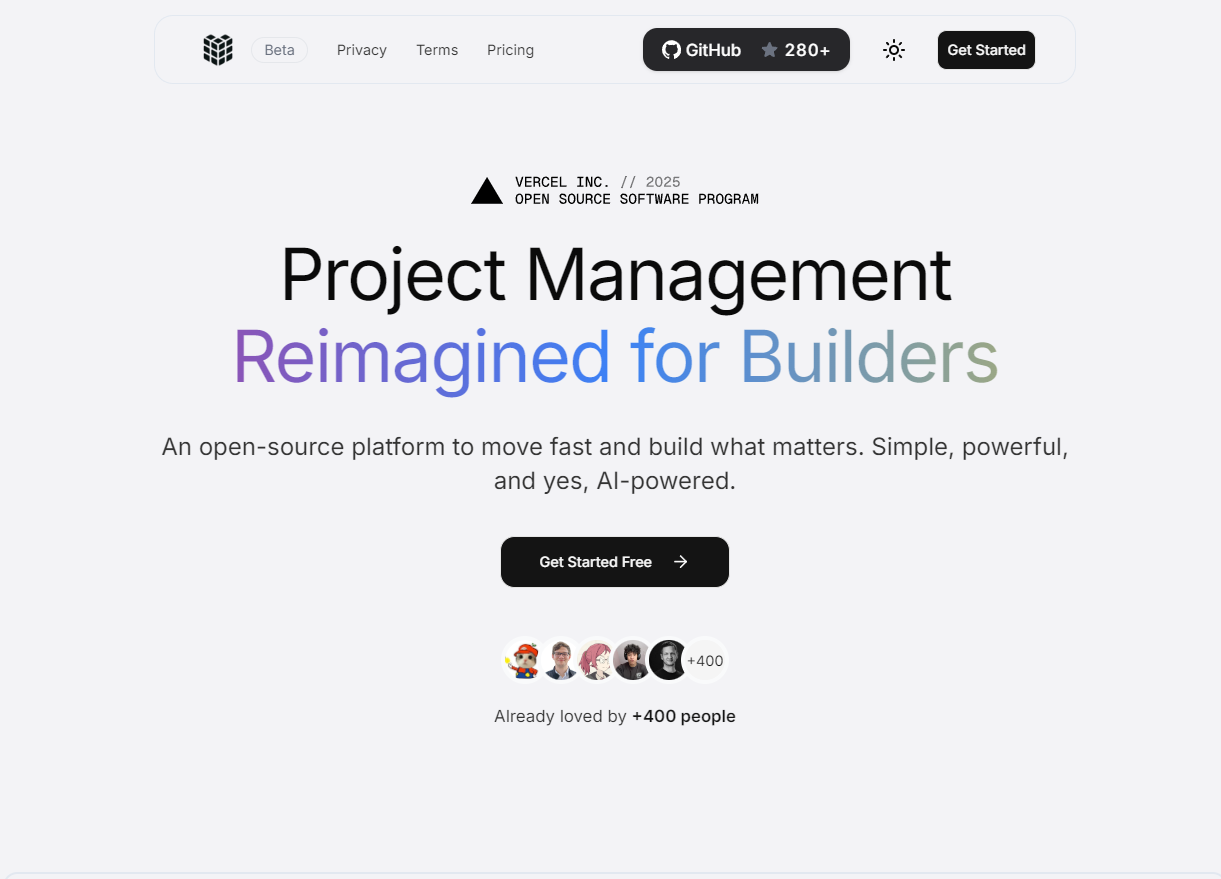 Beta Privacy Terms Pricing GitHub 280+ Get Started
VERCEL INC. // 2025
OPEN SOURCE SOFTWARE PROGRAM
Project Management
Reimagined for Builders
An open-source platform to move fast and build what matters. Simple, powerful,
and yes, AI-powered.
Get Started Free
+400
Already loved by +400 people